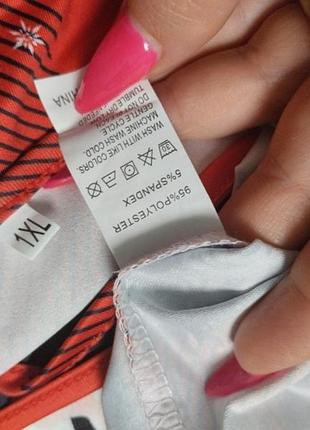 95%POLYESTER
5%SPANDEX
MACHINE WASH COLD.
WASH WITH LIKE COLORS.
GENTLE CYCLE.
1XL